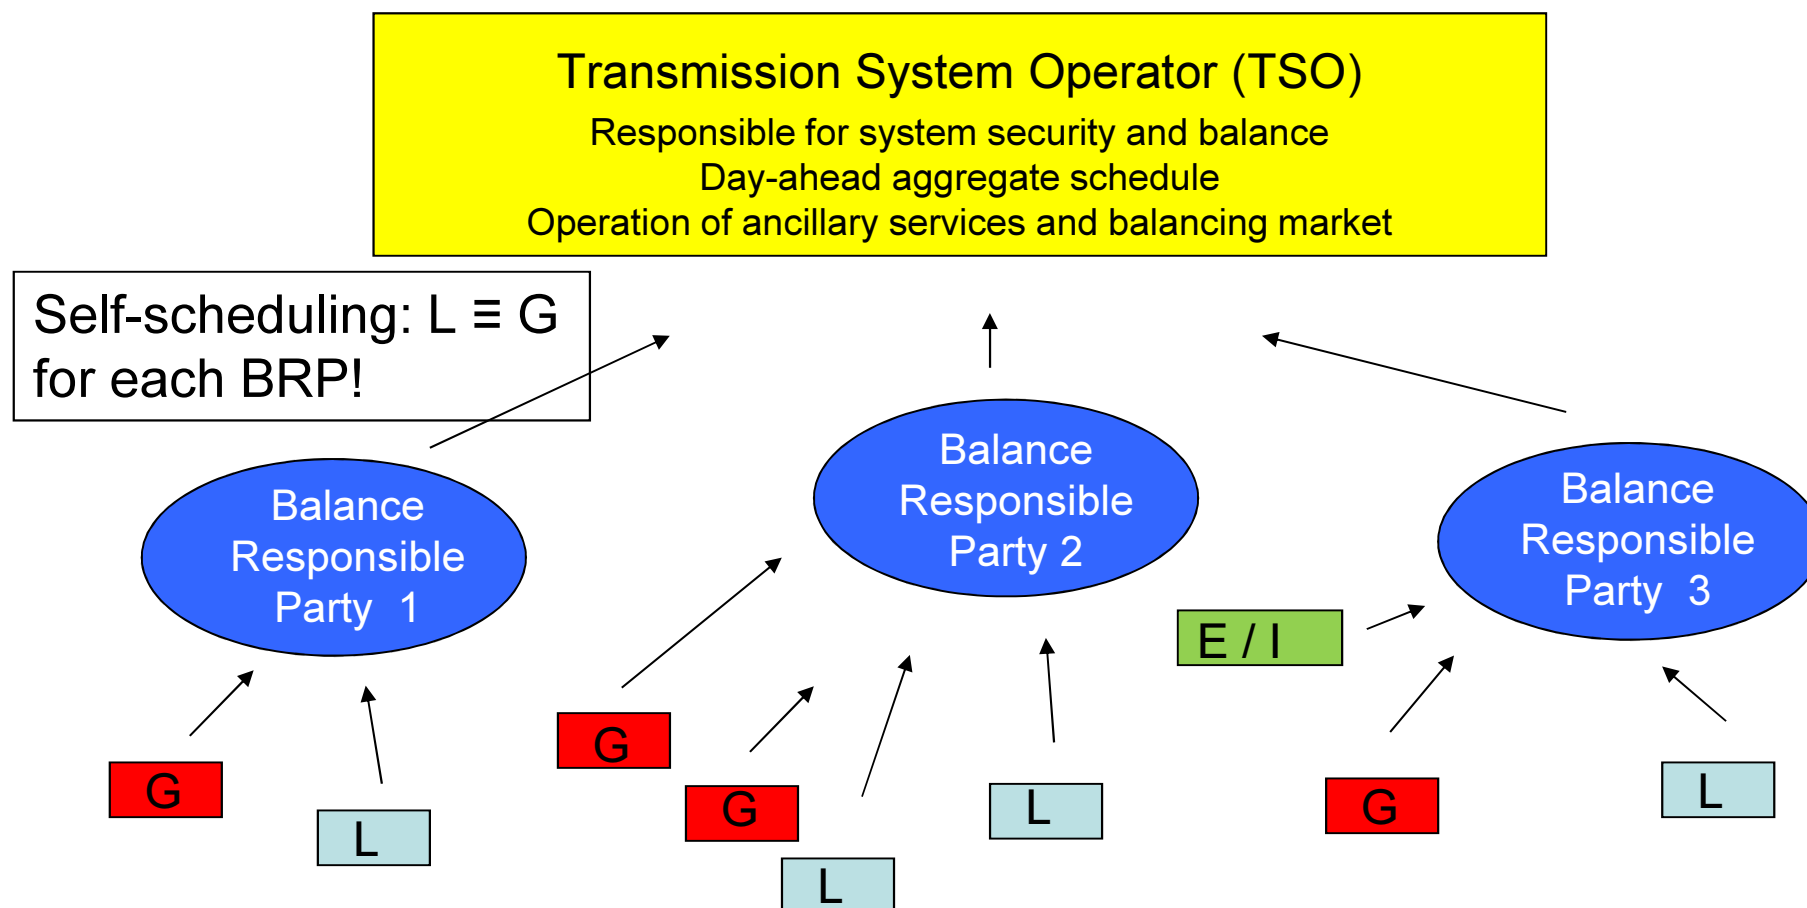 Transmission System Operator (TSO)
Responsible for system security and balance
Day-ahead aggregate schedule
Operation of ancillary services and balancing market
Self-scheduling: L ≡ G
for each BRP!
Balance
Responsible
Party 1
Balance
Responsible
Party 2
Balance
Responsible
Party 3
E / I
G
L
G
G
L
L
G
L